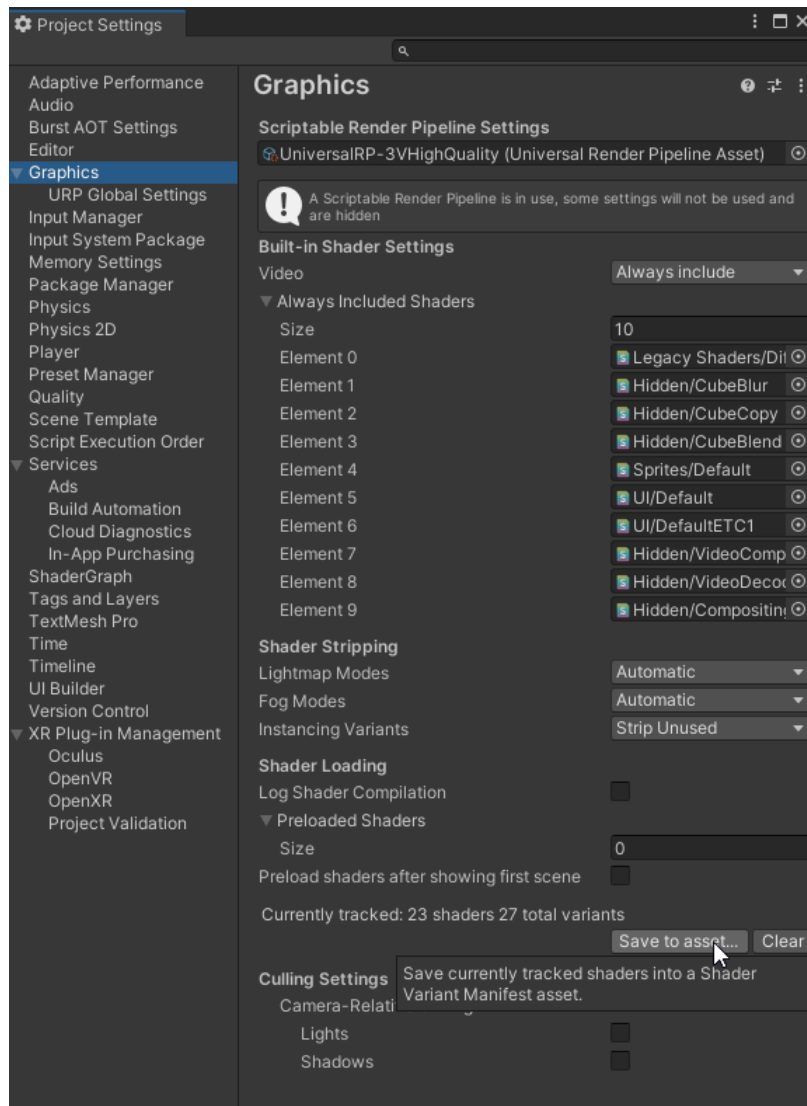 Project Settings
Adaptive Performance
Audio
Burst AOT Settings
Editor
Graphics
URP Global Settings
Input Manager
Input System Package
Memory Settings
Package Manager
Physics
Physics 2D
Player
Preset Manager
Quality
Scene Template
Script Execution Order
Services
Ads
Build Automation
Cloud Diagnostics
In-App Purchasing
ShaderGraph
Tags and Layers
TextMesh Pro
Time
Timeline
UI Builder
Version Control
XR Plug-in Management
Oculus
OpenVR
OpenXR
Project Validation
Graphics
Scriptable Render Pipeline Settings
UniversalRP-3VHighQuality (Universal Render Pipeline Asset)
A Scriptable Render Pipeline is in use, some settings will not be used and
are hidden
Built-in Shader Settings
Video Always include
Always Included Shaders
Size 10
Element 0 Legacy Shaders/Dif
Element 1 Hidden/CubeBlur
Element 2 Hidden/CubeCopy
Element 3 Hidden/CubeBlend
Element 4 Sprites/Default
Element 5 UI/Default
Element 6 UI/DefaultETC1
Element 7 Hidden/VideoComp
Element 8 Hidden/VideoDecod
Element 9 Hidden/Compositing
Shader Stripping
Lightmap Modes Automatic
Fog Modes Automatic
Instancing Variants Strip Unused
Shader Loading
Log Shader Compilation
Preloaded Shaders
Size 0
Preload shaders after showing first scene
Currently tracked: 23 shaders 27 total variants
Save to asset... Clear
Save currently tracked shaders into a Shader
Variant Manifest asset.
Culling Settings
Camera-Relati
Lights
Shadows